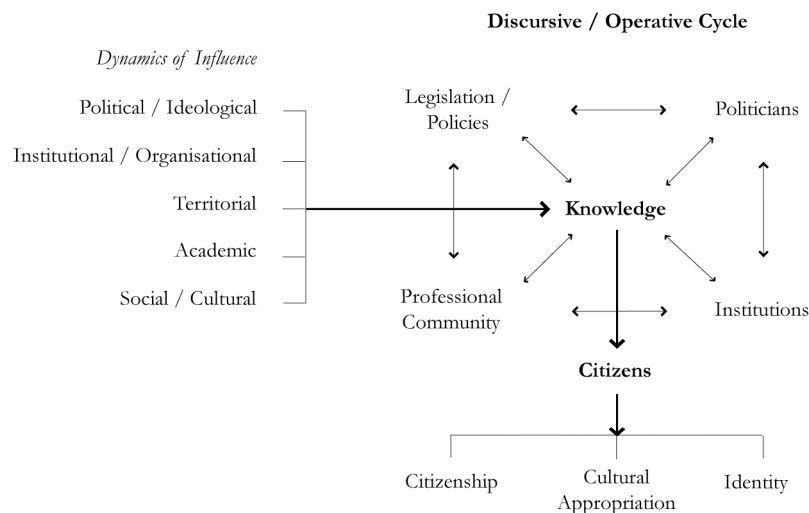 Discursive / Operative Cycle
Dynamics of Influence
Political / Ideological
Institutional / Organisational
Territorial
Academic
Social / Cultural
Legislation /
Policies
Politicians
Knowledge
Professional
Community
Institutions
Citizens
Citizenship
Cultural
Appropriation
Identity